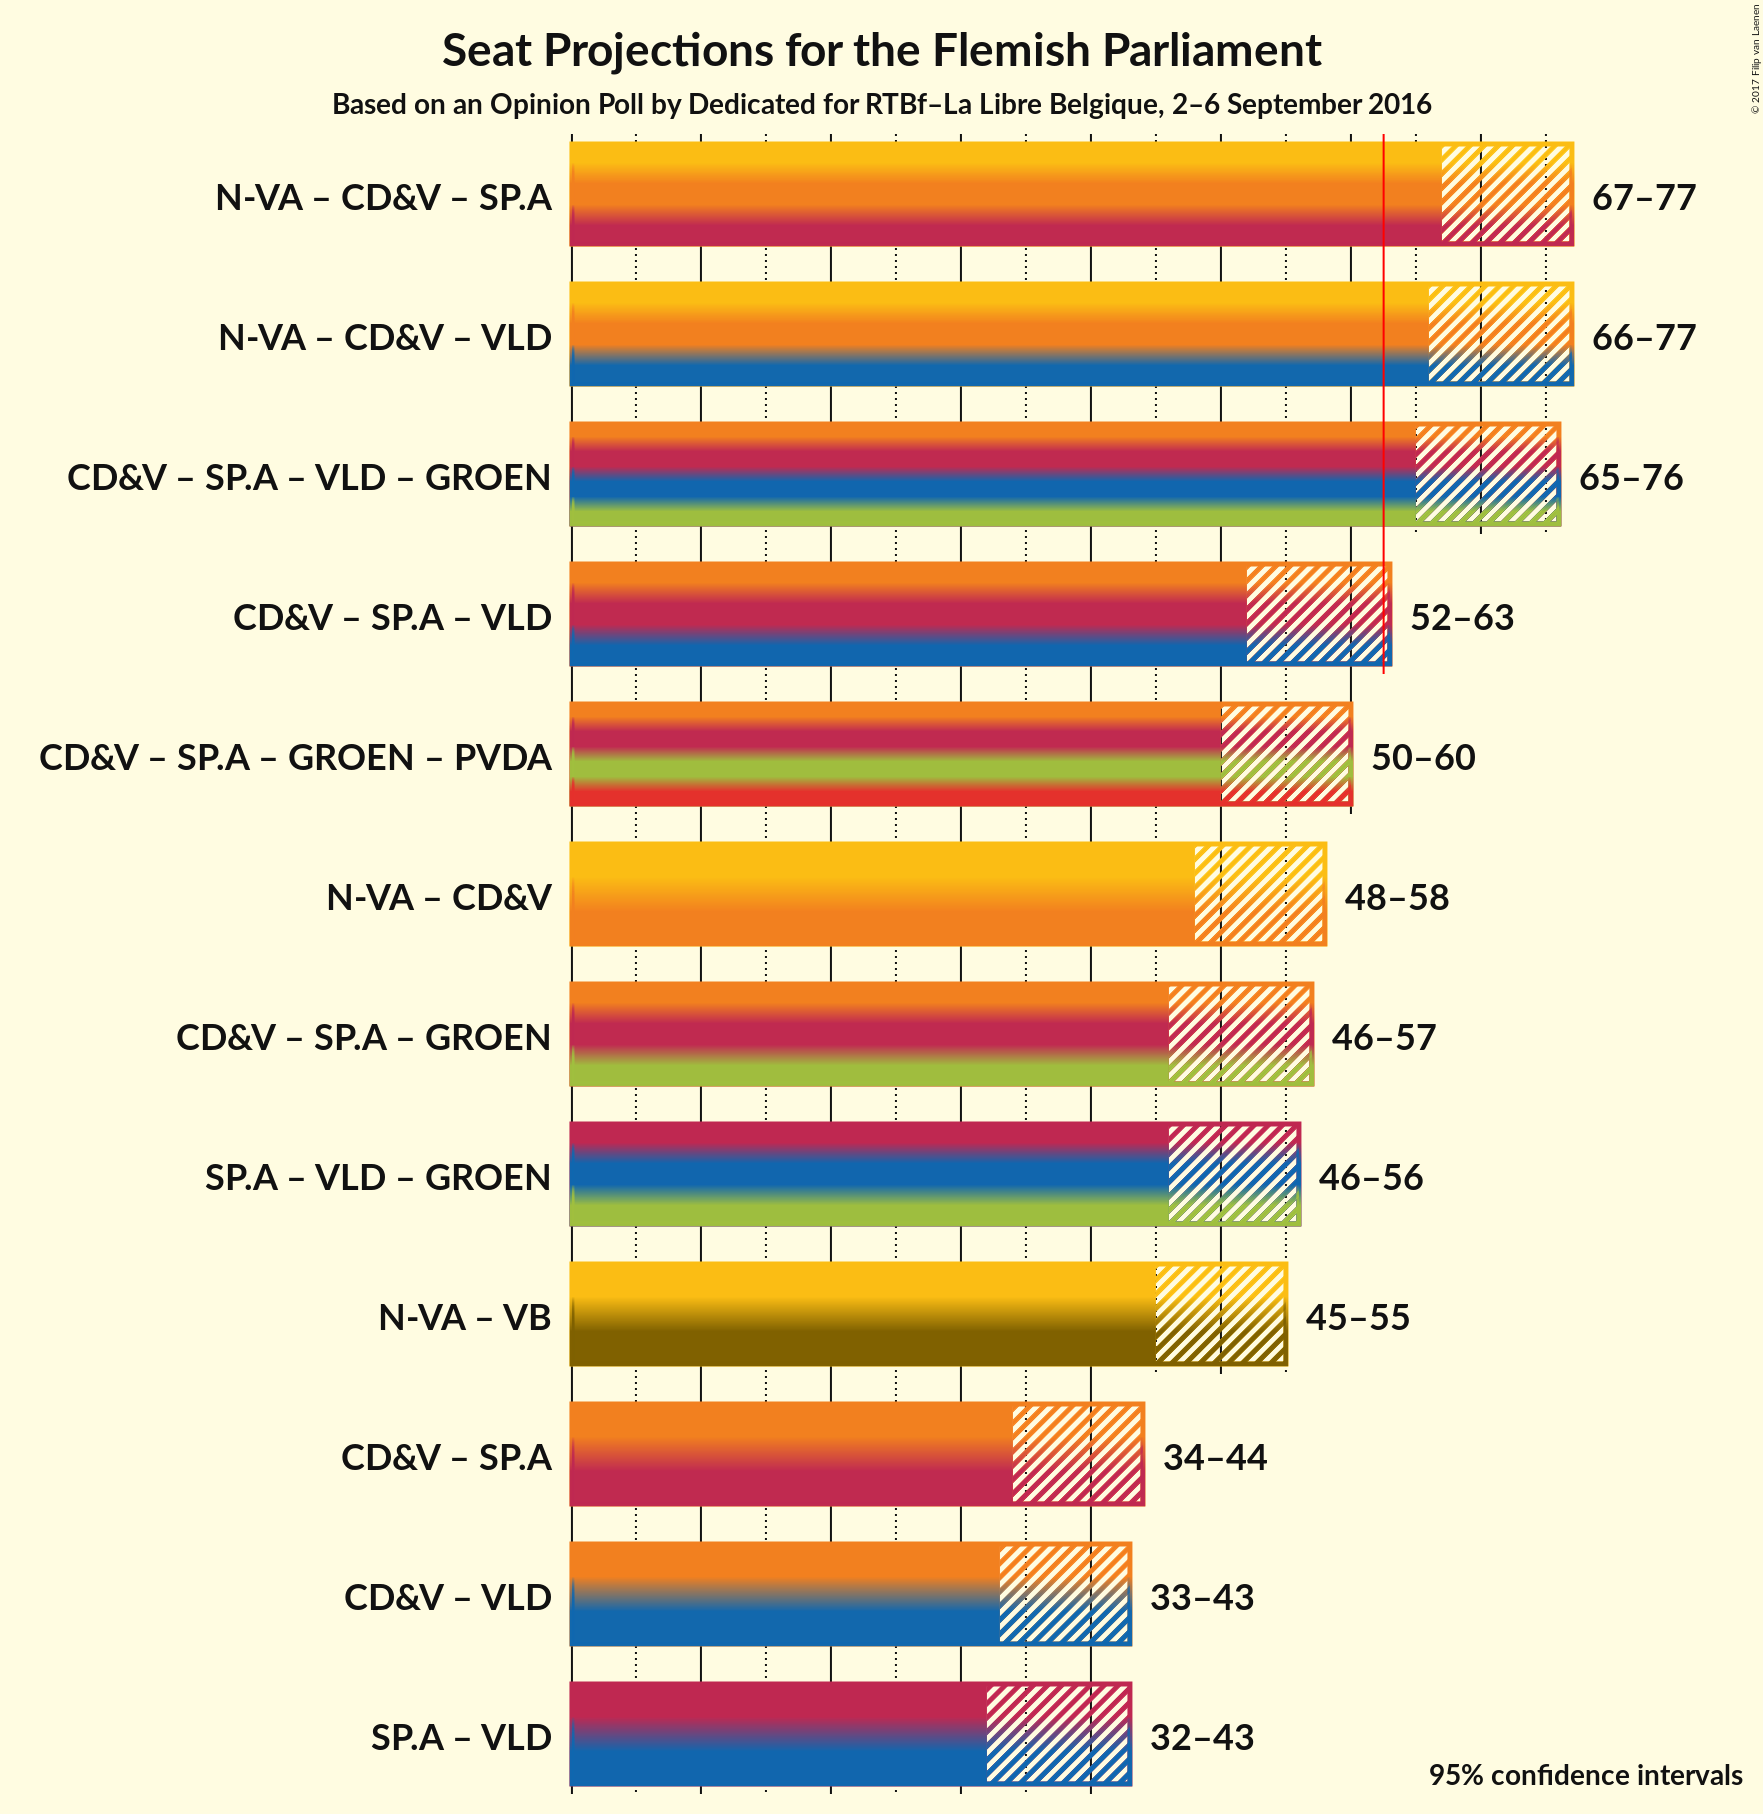 Seat Projections for the Flemish Parliament
Based on an Opinion Poll by Dedicated for RTBf–La Libre Belgique, 2–6 September 2016
© 2017 Filip van Laenen
N-VA – CD&V – SP.A 67–77
N-VA – CD&V – VLD 66–77
CD&V – SP.A – VLD – GROEN 65–76
CD&V – SP.A – VLD 52–63
CD&V – SP.A – GROEN – PVDA 50–60
N-VA – CD&V 48–58
CD&V – SP.A – GROEN 46–57
SP.A – VLD – GROEN 46–56
N-VA – VB 45–55
CD&V – SP.A 34–44
CD&V – VLD 33–43
SP.A – VLD 32–43
95% confidence intervals